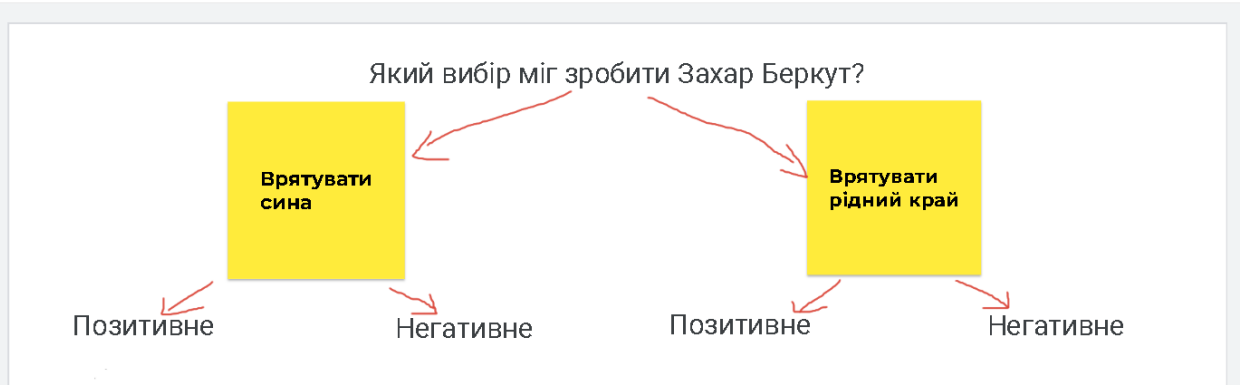 Який вибір міг зробити Захар Беркут?
Врятувати
сина
Врятувати
рідний край
Позитивне
Негативне
Позитивне
Негативне